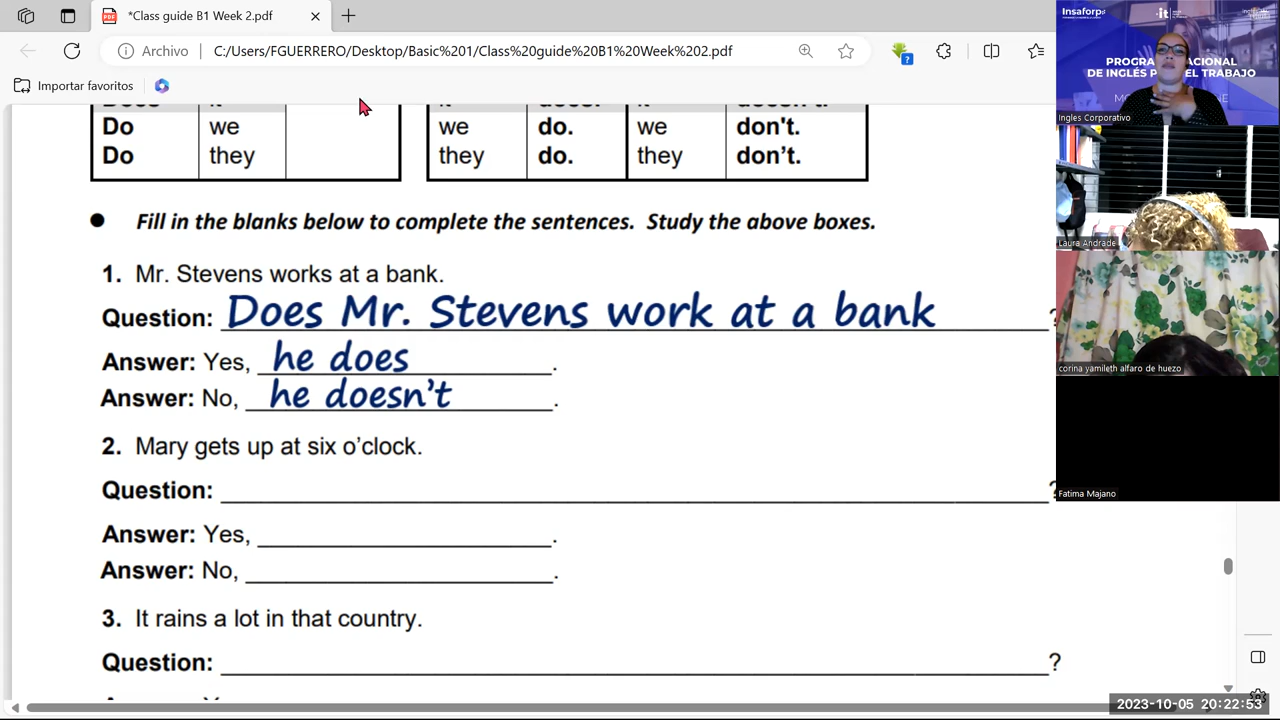 *Class guide B1 Week 2.pdf
Archivo
C:/Users/FGUERRERO/Desktop/Basic%201/Class%20guide%20B1%20Week%202.pdf
Importar favoritos
Do we we do. we don't.
Do they they do. they don't.
Fill in the blanks below to complete the sentences. Study the above boxes.
1. Mr. Stevens works at a bank.
Question: Does Mr. Stevens work at a bank ?
Answer: Yes, he does.
Answer: No, he doesn't.
2. Mary gets up at six o'clock.
Question: ?
Answer: Yes, .
Answer: No, .
3. It rains a lot in that country.
Question: ?
Insaforp
Ingles Corporativo
Laura Andrade
corina yamileth alfaro de huezo
Fatima Majano
2023-10-05 20:22:53